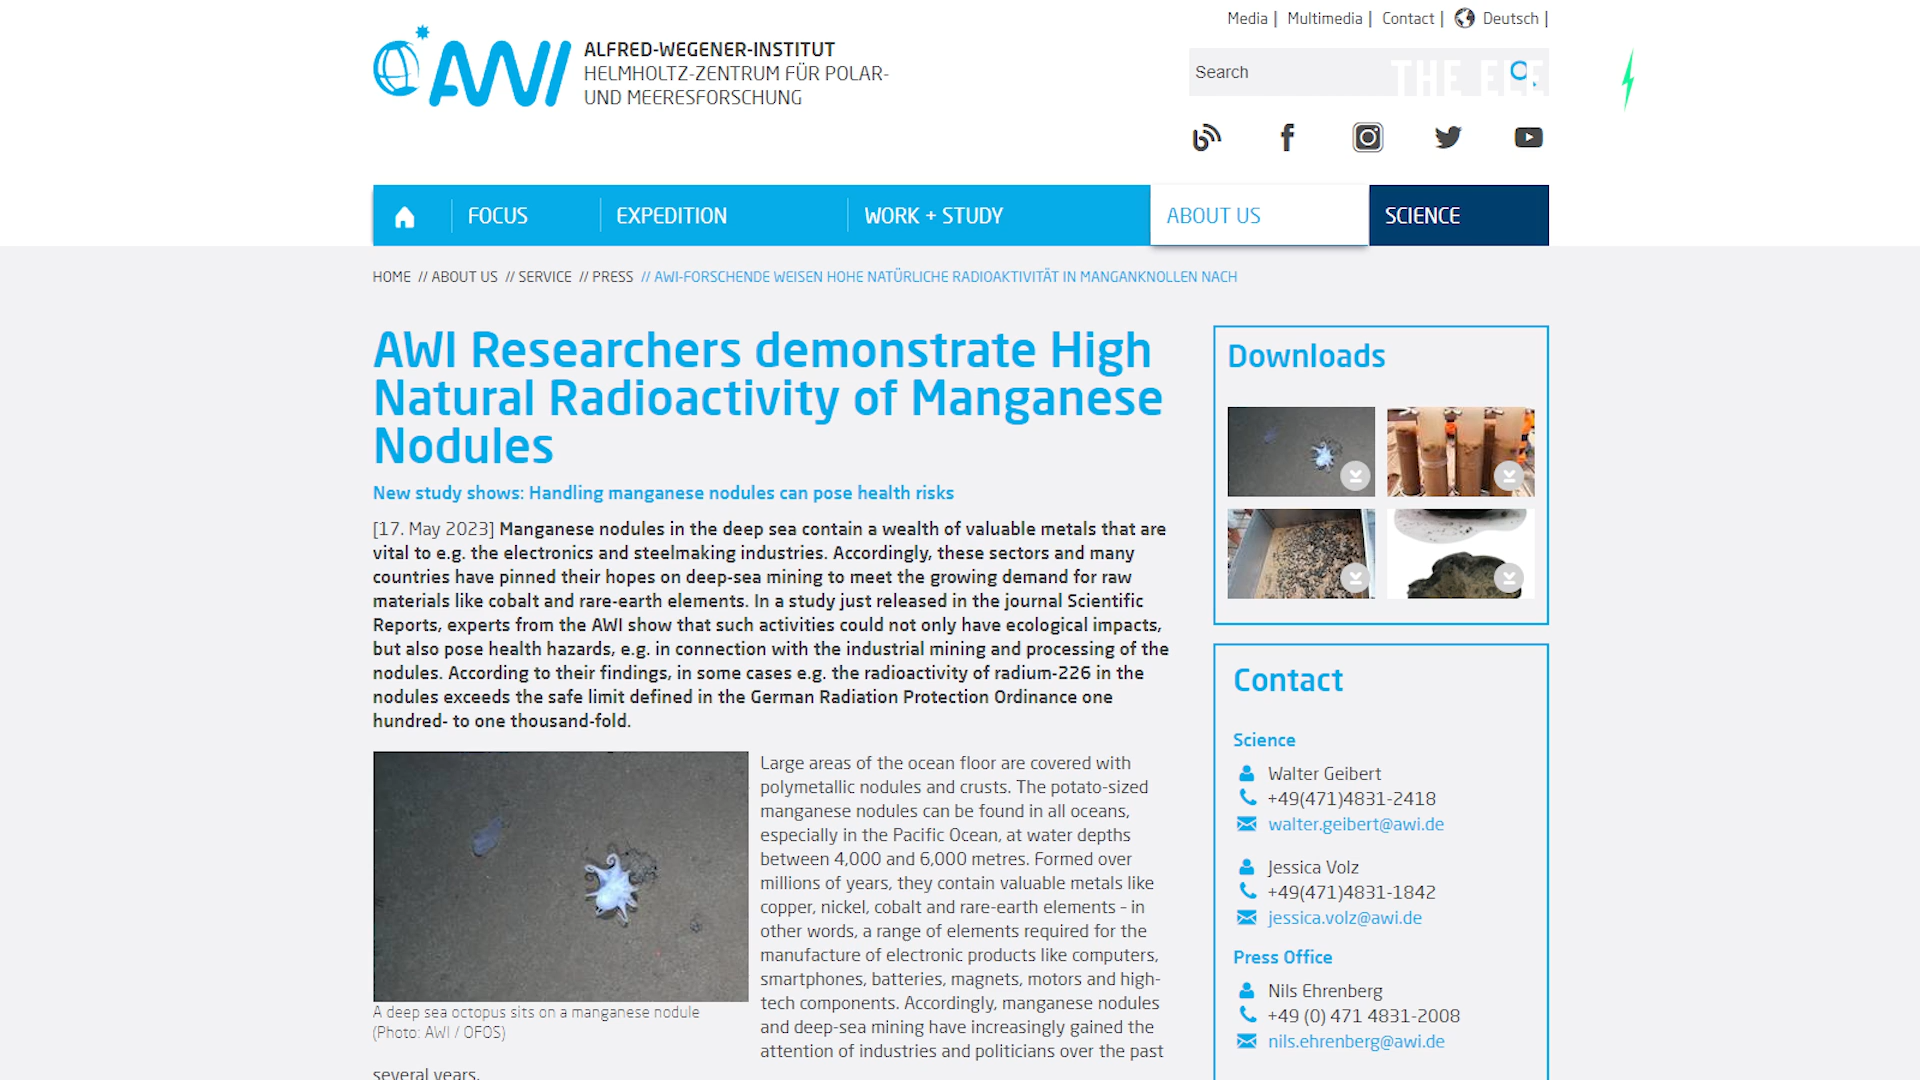 Media | Multimedia | Contact | Deutsch |
AWI
ALFRED-WEGENER-INSTITUT
HELMHOLTZ-ZENTRUM FÜR POLAR-
UND MEERESFORSCHUNG
Search
THE ELE
FOCUS
EXPEDITION
WORK + STUDY
ABOUT US
SCIENCE
HOME // ABOUT US // SERVICE // PRESS // AWI-FORSCHENDE WEISEN HOHE NATÜRLICHE RADIOAKTIVITÄT IN MANGANKNOLLEN NACH
AWI Researchers demonstrate High
Natural Radioactivity of Manganese
Nodules
New study shows: Handling manganese nodules can pose health risks
[17. May 2023] Manganese nodules in the deep sea contain a wealth of valuable metals that are
vital to e.g. the electronics and steelmaking industries. Accordingly, these sectors and many
countries have pinned their hopes on deep-sea mining to meet the growing demand for raw
materials like cobalt and rare-earth elements. In a study just released in the journal Scientific
Reports, experts from the AWI show that such activities could not only have ecological impacts,
but also pose health hazards, e.g. in connection with the industrial mining and processing of the
nodules. According to their findings, in some cases e.g. the radioactivity of radium-226 in the
nodules exceeds the safe limit defined in the German Radiation Protection Ordinance one
hundred- to one thousand-fold.
Large areas of the ocean floor are covered with
polymetallic nodules and crusts. The potato-sized
manganese nodules can be found in all oceans,
especially in the Pacific Ocean, at water depths
between 4,000 and 6,000 metres. Formed over
millions of years, they contain valuable metals like
copper, nickel, cobalt and rare-earth elements – in
other words, a range of elements required for the
manufacture of electronic products like computers,
smartphones, batteries, magnets, motors and high-
tech components. Accordingly, manganese nodules
and deep-sea mining have increasingly gained the
attention of industries and politicians over the past
several years.
A deep sea octopus sits on a manganese nodule
(Photo: AWI / OFOS)
Downloads
Contact
Science
Walter Geibert
+49(471)4831-2418
walter.geibert@awi.de
Jessica Volz
+49(471)4831-1842
jessica.volz@awi.de
Press Office
Nils Ehrenberg
+49 (0) 471 4831-2008
nils.ehrenberg@awi.de